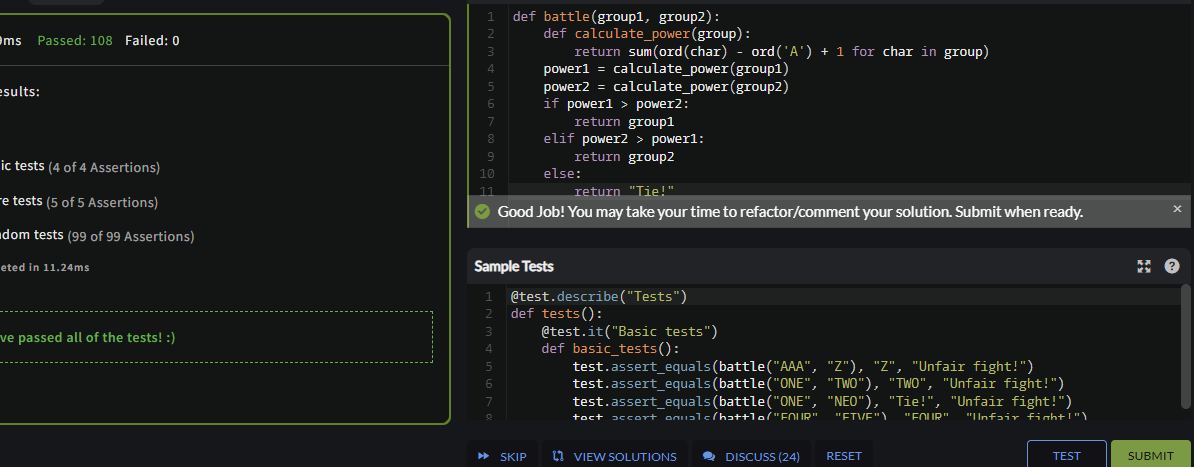 0ms Passed: 108 Failed: 0
esults:
ic tests (4 of 4 Assertions)
re tests (5 of 5 Assertions)
dom tests (99 of 99 Assertions)
eted in 11.24ms
ve passed all of the tests! :)
1 def battle(group1, group2):
2 def calculate_power(group):
3 return sum(ord(char) - ord('A') + 1 for char in group)
4 power1 = calculate_power(group1)
5 power2 = calculate_power(group2)
6 if power1 > power2:
7 return group1
8 elif power2 > power1:
9 return group2
10 else:
11 return "Tie!"
Good Job! You may take your time to refactor/comment your solution. Submit when ready. ×
Sample Tests ?
1 @test.describe("Tests")
2 def tests():
3 @test.it("Basic tests")
4 def basic_tests():
5 test.assert_equals(battle("AAA", "Z"), "Z", "Unfair fight!")
6 test.assert_equals(battle("ONE", "TWO"), "TWO", "Unfair fight!")
7 test.assert_equals(battle("ONE", "NEO"), "Tie!", "Unfair fight!")
8 test.assert_equals(battle("FOUR", "FIVE"), "FOUR", "Unfair fight!")
SKIP VIEW SOLUTIONS DISCUSS (24) RESET TEST SUBMIT